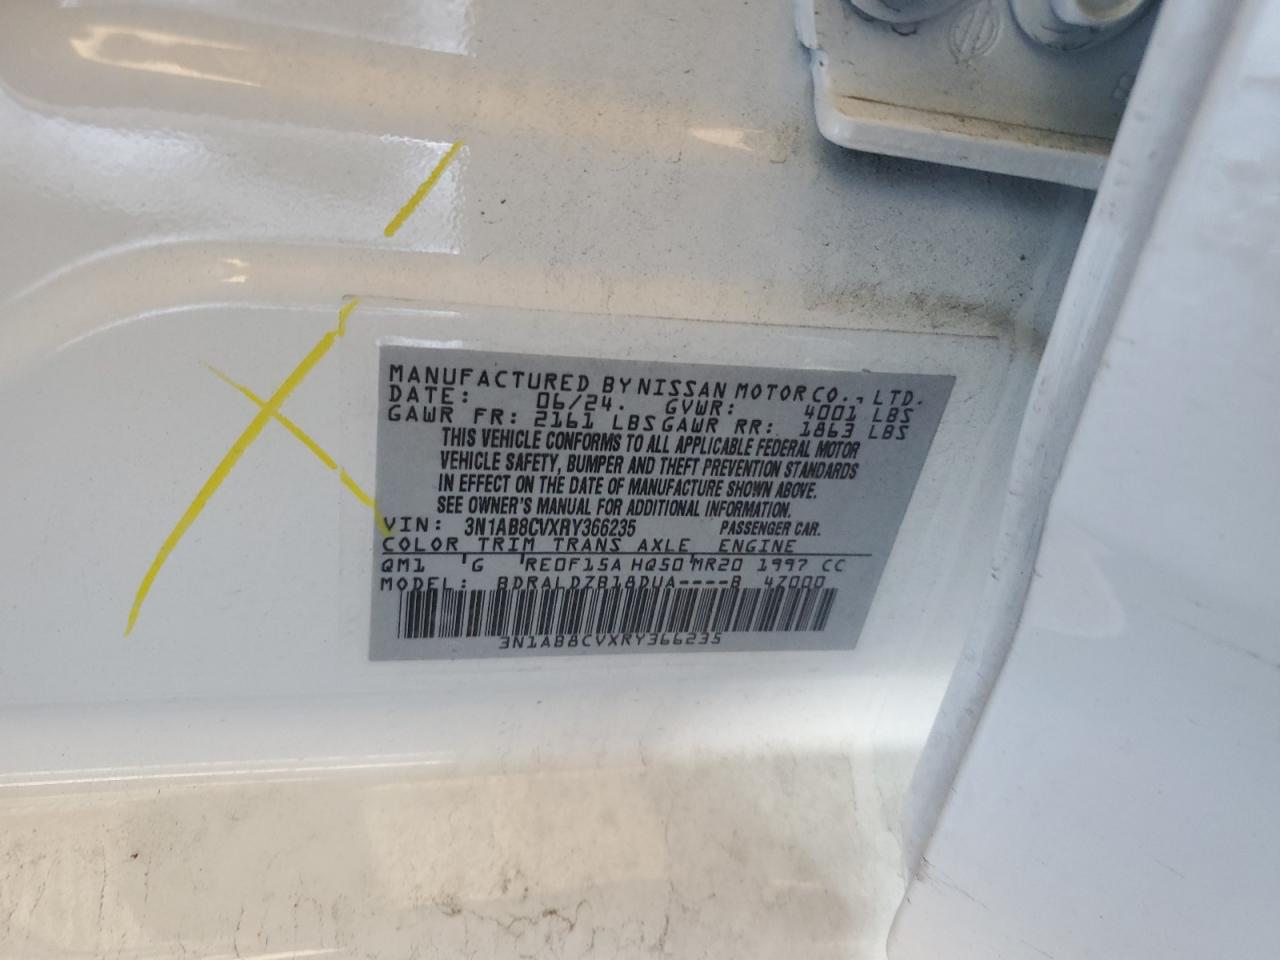 MANUFACTURED BY NISSAN MOTOR CO., LTD.
DATE: 06/24. GVWR: 4001 LBS
GAWR FR: 2161 LBS GAWR RR: 1863 LBS
THIS VEHICLE CONFORMS TO ALL APPLICABLE FEDERAL MOTOR
VEHICLE SAFETY, BUMPER AND THEFT PREVENTION STANDARDS
IN EFFECT ON THE DATE OF MANUFACTURE SHOWN ABOVE.
SEE OWNER'S MANUAL FOR ADDITIONAL INFORMATION.
VIN: 3N1AB8CVXRY366235 PASSENGER CAR.
COLOR TRIM TRANS AXLE ENGINE
QM1 G RE0F15A HQ50 MR20 1997 CC
MODEL: BDRALDZB18DUA----B 4Z000
3N1AB8CVXRY366235